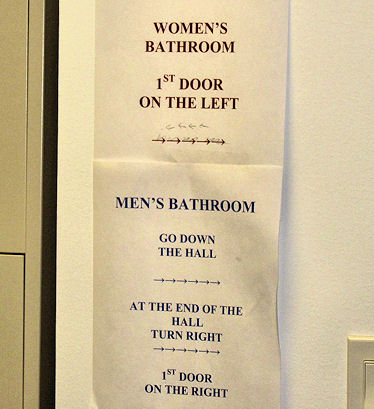 WOMEN'S
BATHROOM
1ST DOOR
ON THE LEFT
→→→→→→
MEN'S BATHROOM
GO DOWN
THE HALL
→→→→→→
AT THE END OF THE
HALL
TURN RIGHT
→→→→→→
1ST DOOR
ON THE RIGHT